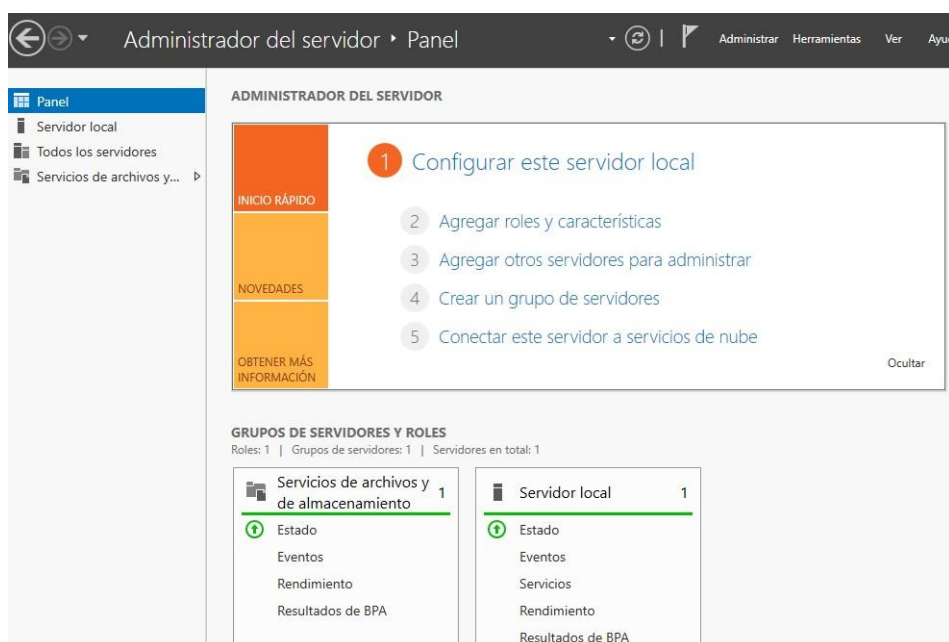 Administrador del servidor ‣ Panel
Administrar Herramientas Ver
Panel
Servidor local
Todos los servidores
Servicios de archivos y...
ADMINISTRADOR DEL SERVIDOR
INICIO RÁPIDO
NOVEDADES
OBTENER MÁS
INFORMACIÓN
1 Configurar este servidor local
2 Agregar roles y características
3 Agregar otros servidores para administrar
4 Crear un grupo de servidores
5 Conectar este servidor a servicios de nube
Ocultar
GRUPOS DE SERVIDORES Y ROLES
Roles: 1 | Grupos de servidores: 1 | Servidores en total: 1
Servicios de archivos y
de almacenamiento
1
Estado
Eventos
Rendimiento
Resultados de BPA
Servidor local 1
Estado
Eventos
Servicios
Rendimiento
Resultados de BPA